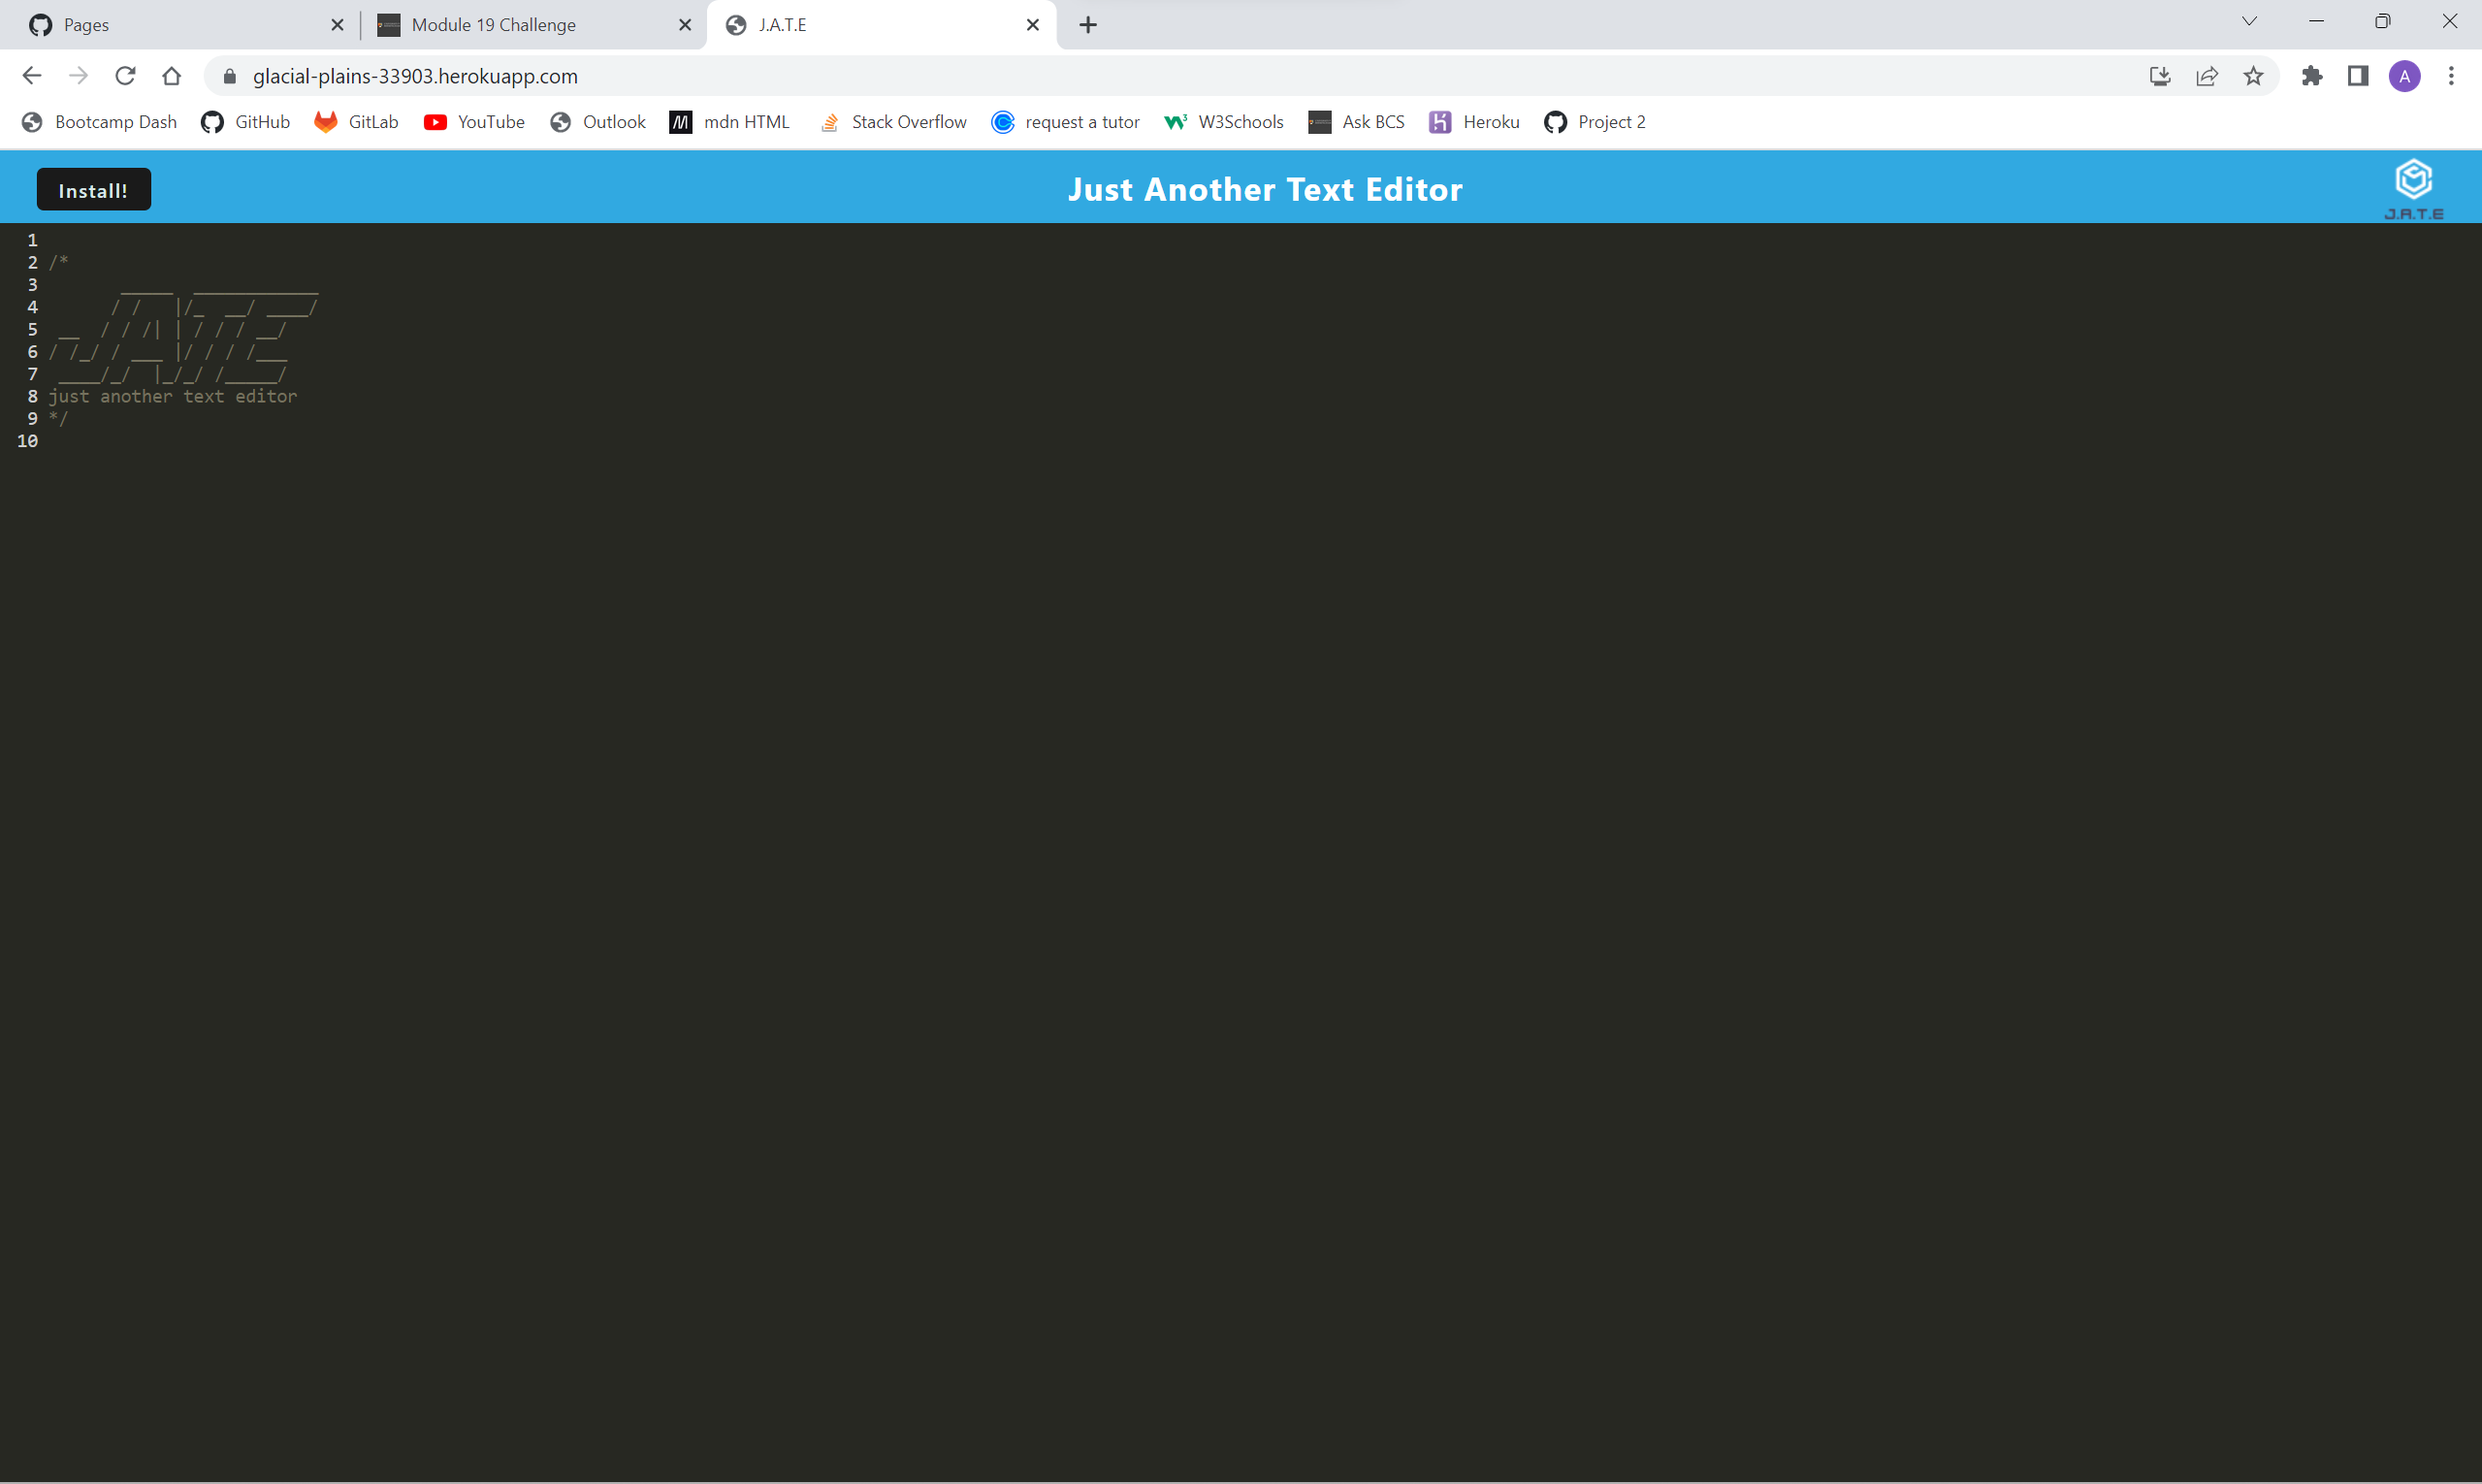 Pages
Module 19 Challenge
J.A.T.E
glacial-plains-33903.herokuapp.com
A
Bootcamp Dash
GitHub
GitLab
YouTube
Outlook
mdn HTML
Stack Overflow
request a tutor
W3Schools
Ask BCS
Heroku
Project 2
Install!
Just Another Text Editor
J.A.T.E
1
2 /*
3       _____  ____________
4      / /   |/_  __/ ____/
5 __  / / /| | / / / __/
6 / /_/ / ___ |/ / / /___
7 ____/_/  |_/_/ /_____/
8 just another text editor
9 */
10